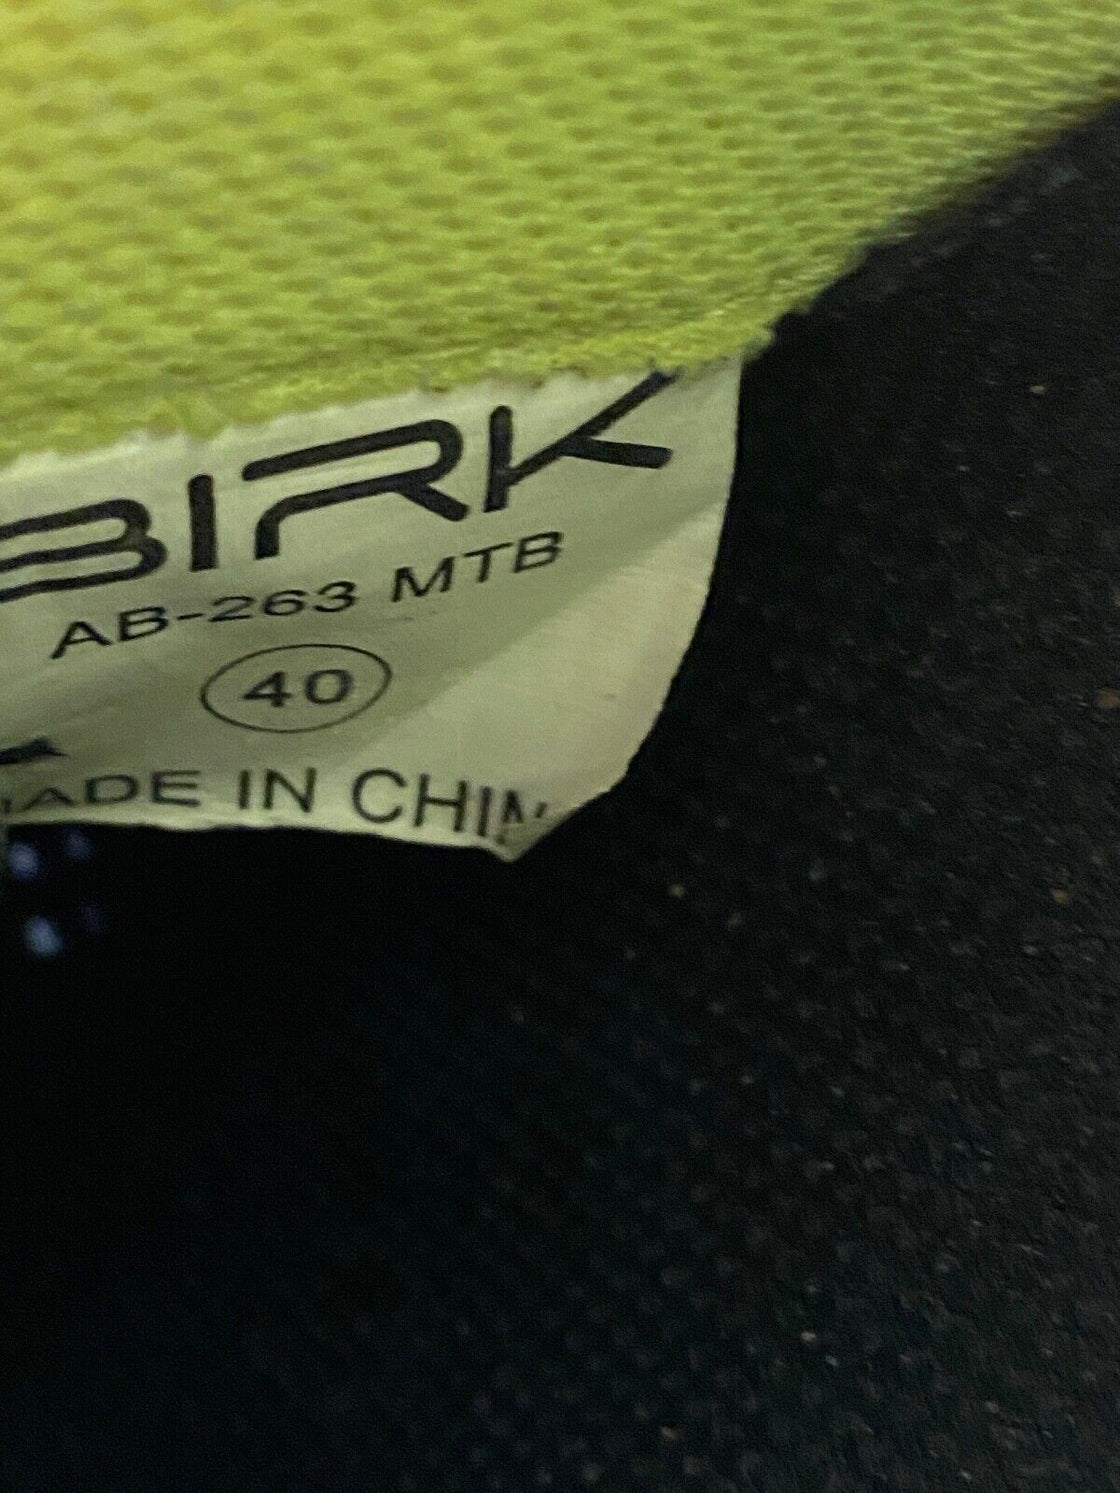 BIRK
AB-263 MTB
40
MADE IN CHIN